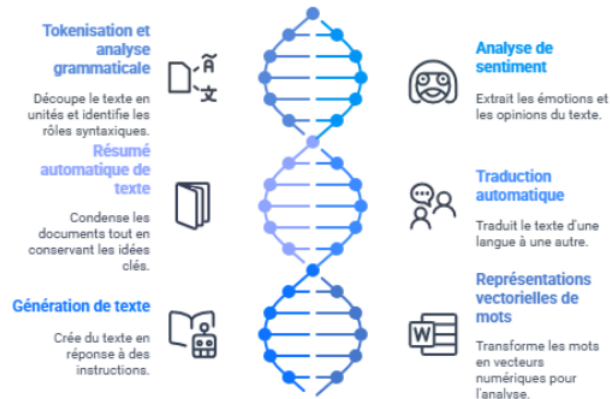 Tokenisation et
analyse
grammaticale
Découpe le texte en
unités et identifie les
rôles syntaxiques.
Analyse de
sentiment
Extrait les émotions et
les opinions du texte.
Résumé
automatique de
texte
Condense les
documents tout en
conservant les idées
clés.
Traduction
automatique
Traduit le texte d'une
langue à une autre.
Génération de texte
Crée du texte en
réponse à des
instructions.
Représentations
vectorielles de
mots
W
Transforme les mots
en vecteurs
numériques pour
l'analyse.